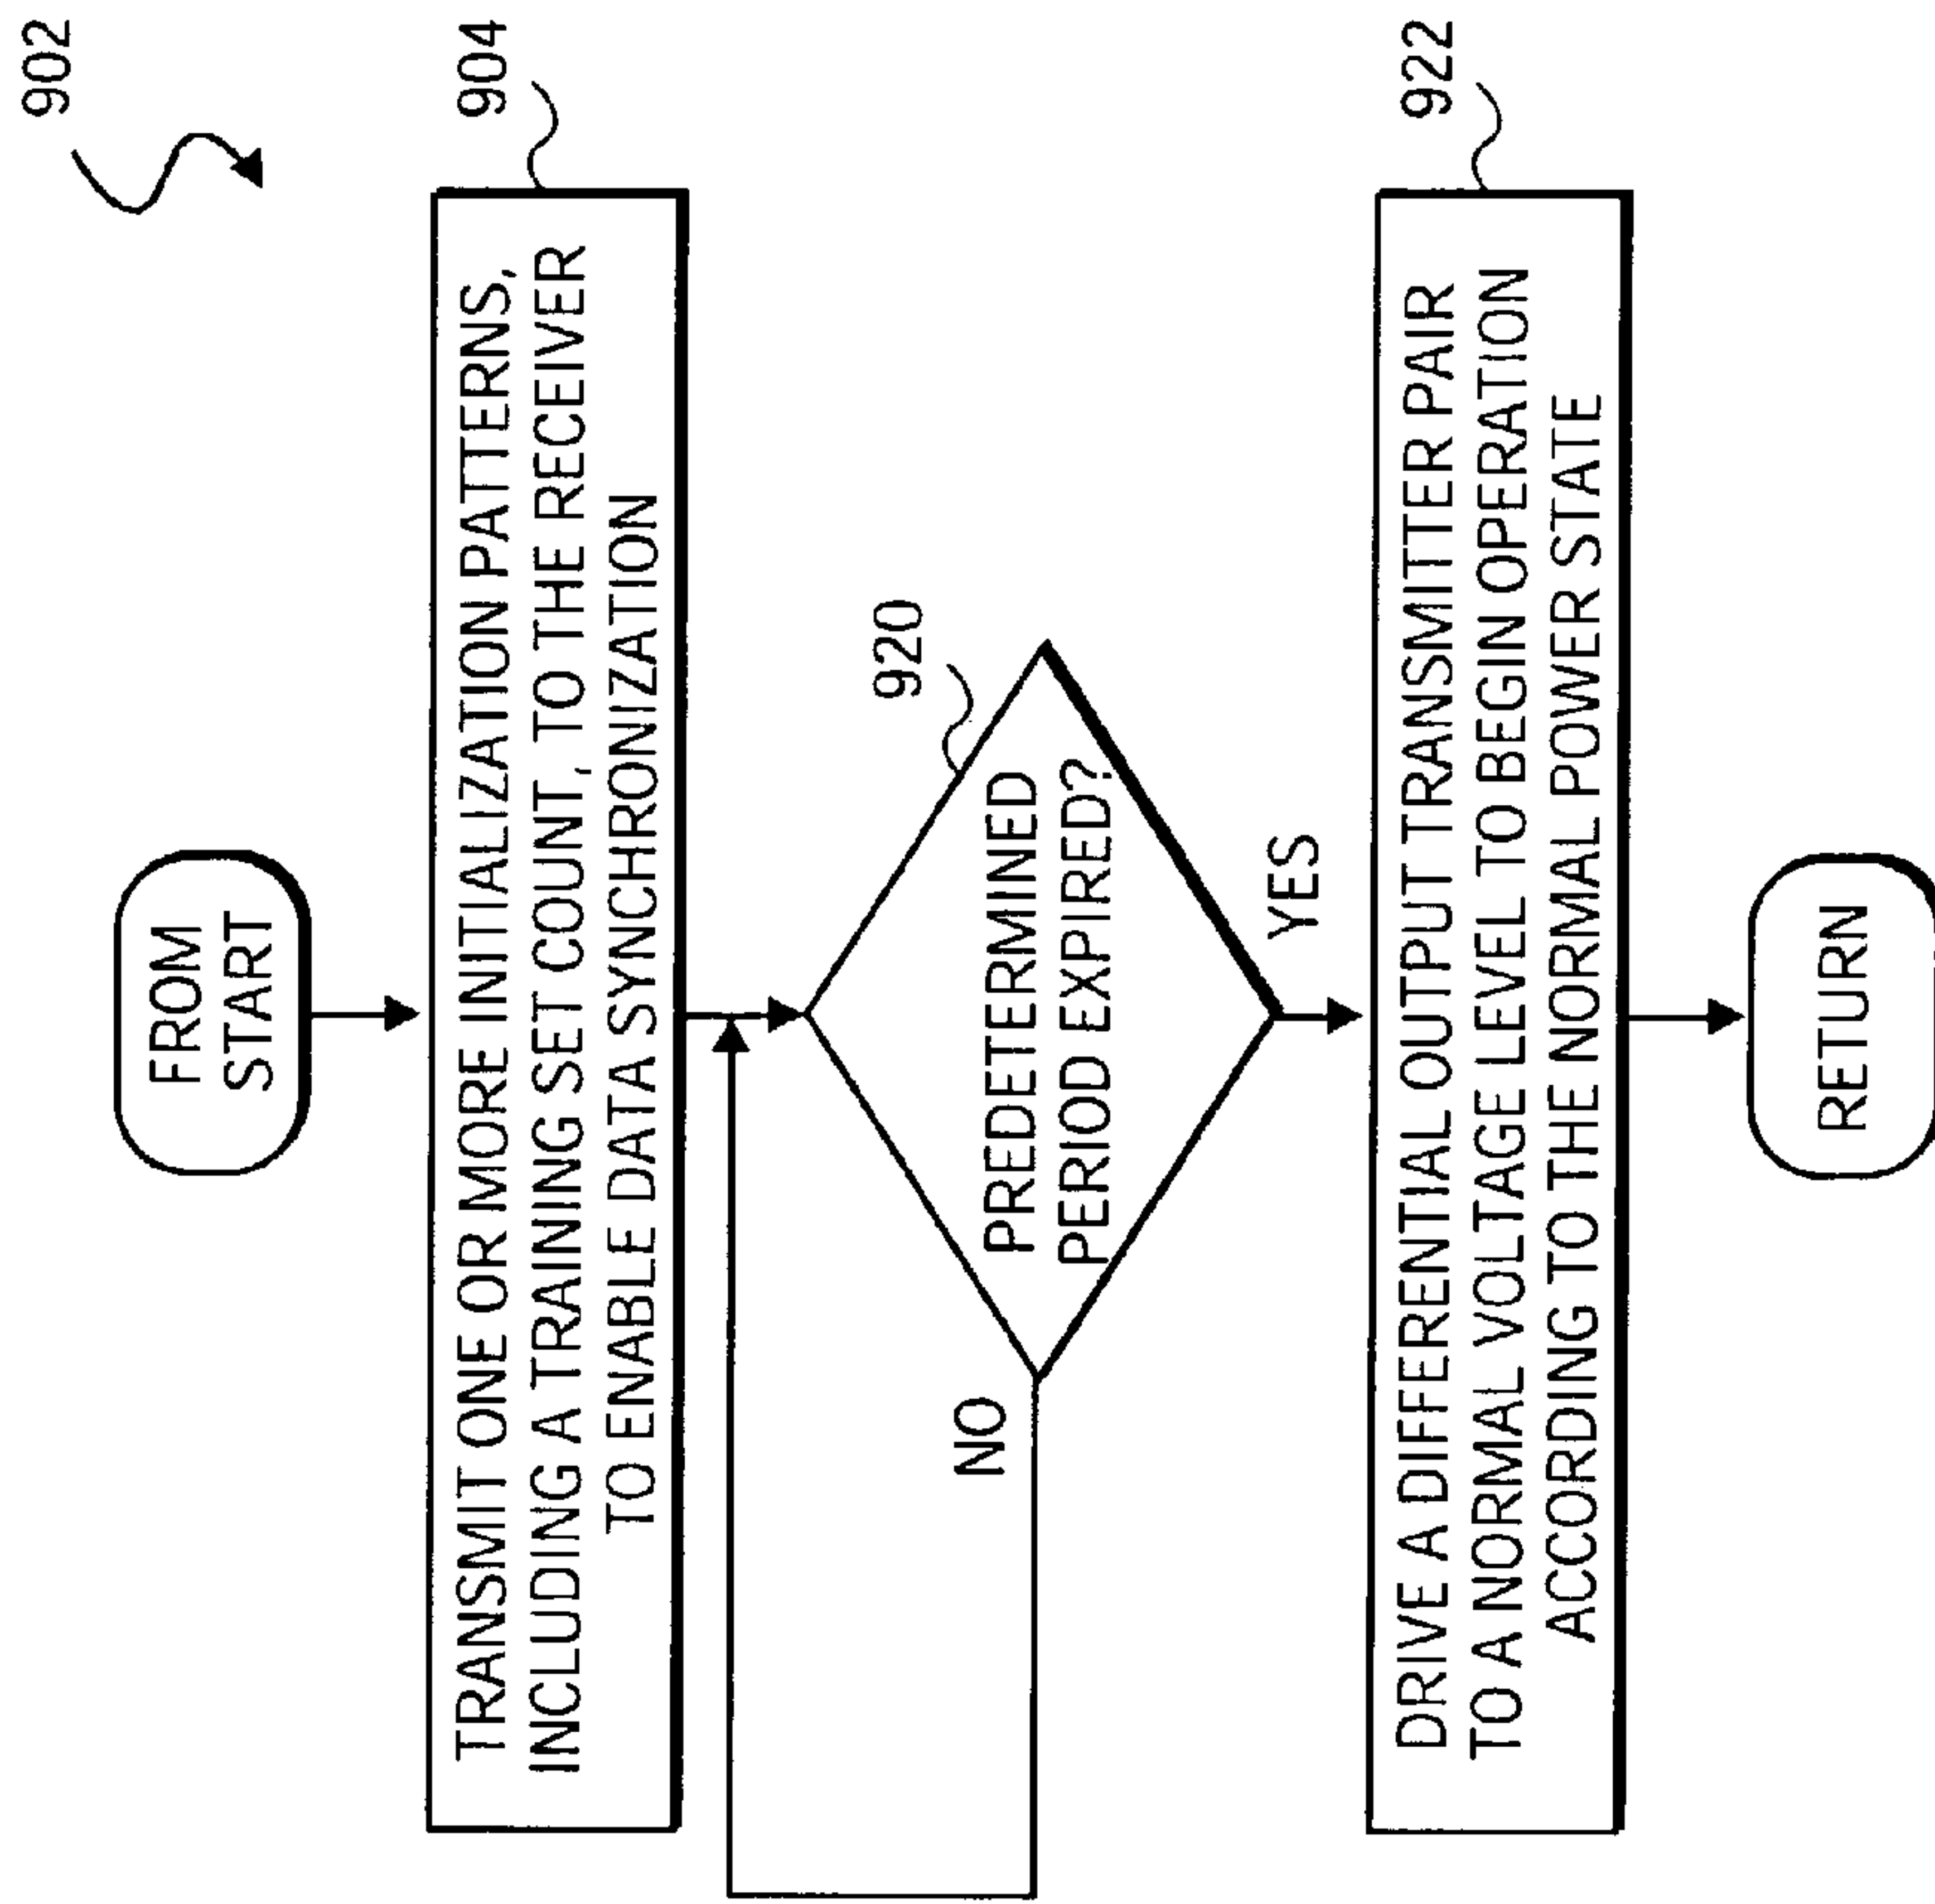 902
FROM
START
904
TRANSMIT ONE OR MORE INITIALIZATION PATTERNS,
INCLUDING A TRAINING SET COUNT, TO THE RECEIVER
TO ENABLE DATA SYNCHRONIZATION
920
PREDETERMINED
PERIOD EXPIRED?
NO
YES
922
DRIVE A DIFFERENTIAL OUTPUT TRANSMITTER PAIR
TO A NORMAL VOLTAGE LEVEL TO BEGIN OPERATION
ACCORDING TO THE NORMAL POWER STATE
RETURN